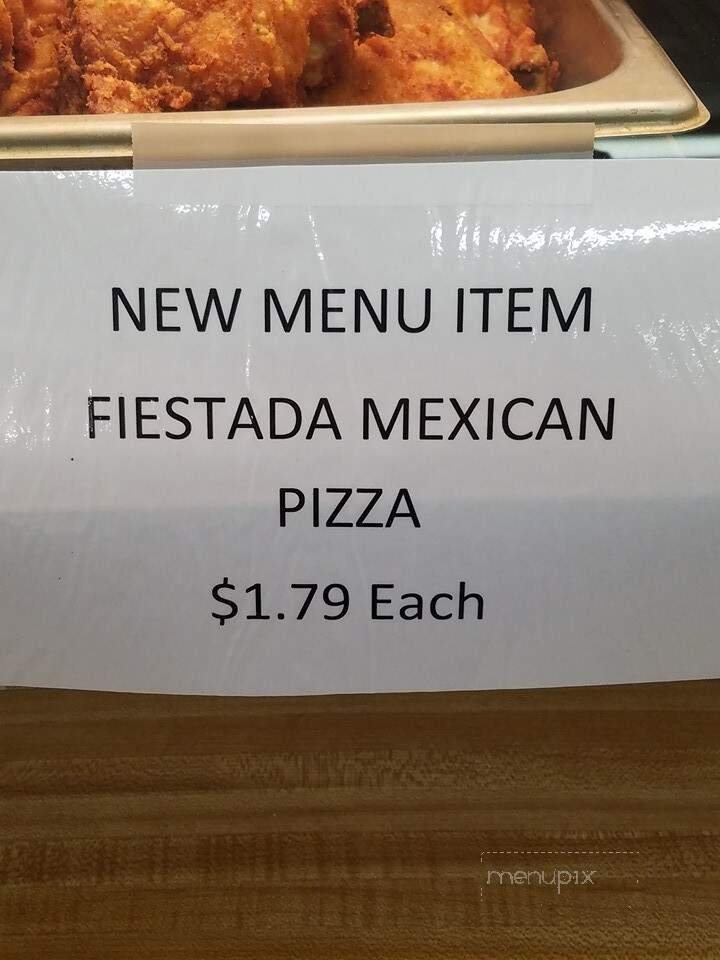 NEW MENU ITEM
FIESTADA MEXICAN
PIZZA
$1.79 Each
menupix